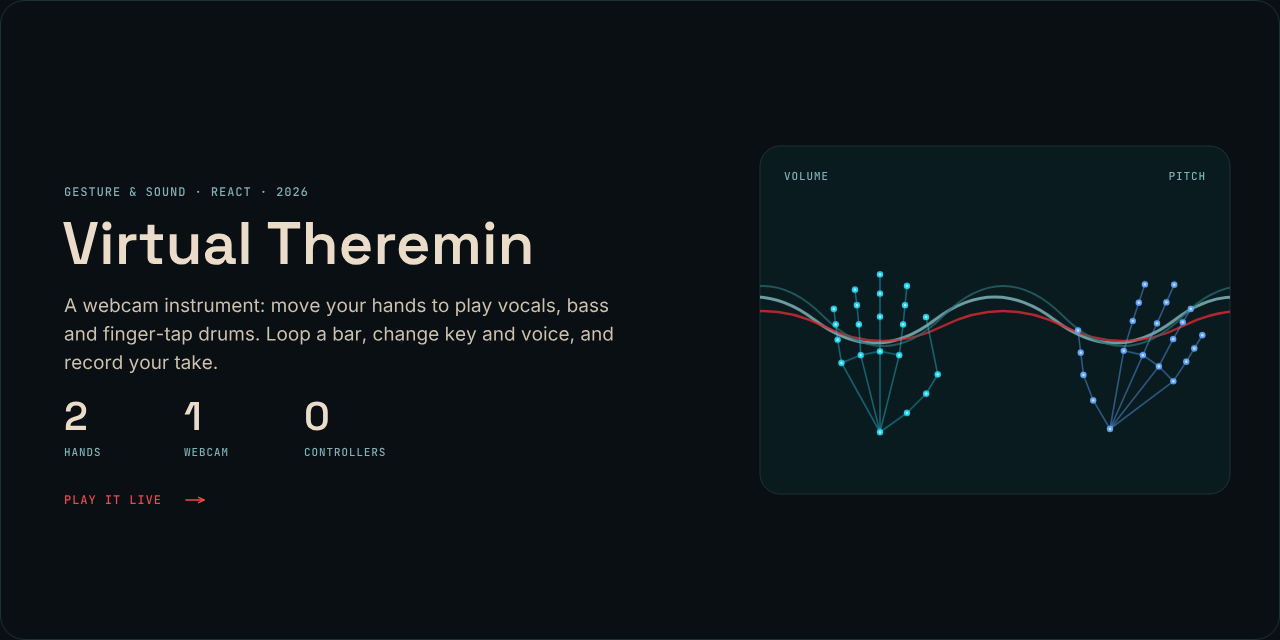 GESTURE & SOUND · REACT · 2026
Virtual Theremin
A webcam instrument: move your hands to play vocals, bass
and finger-tap drums. Loop a bar, change key and voice, and
record your take.
2
HANDS
1
WEBCAM
0
CONTROLLERS
PLAY IT LIVE →
VOLUME
PITCH